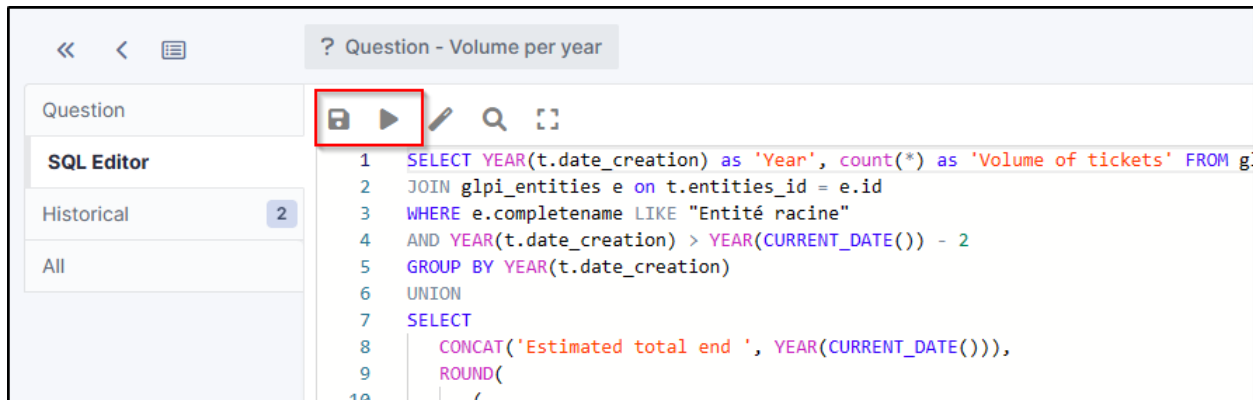 ? Question - Volume per year
Question
SQL Editor
Historical 2
All
1 SELECT YEAR(t.date_creation) as 'Year', count(*) as 'Volume of tickets' FROM
2 JOIN glpi_entities e on t.entities_id = e.id
3 WHERE e.completename LIKE "Entité racine"
4 AND YEAR(t.date_creation) > YEAR(CURRENT_DATE()) - 2
5 GROUP BY YEAR(t.date_creation)
6 UNION
7 SELECT
8 CONCAT('Estimated total end ', YEAR(CURRENT_DATE())),
9 ROUND(
10 (